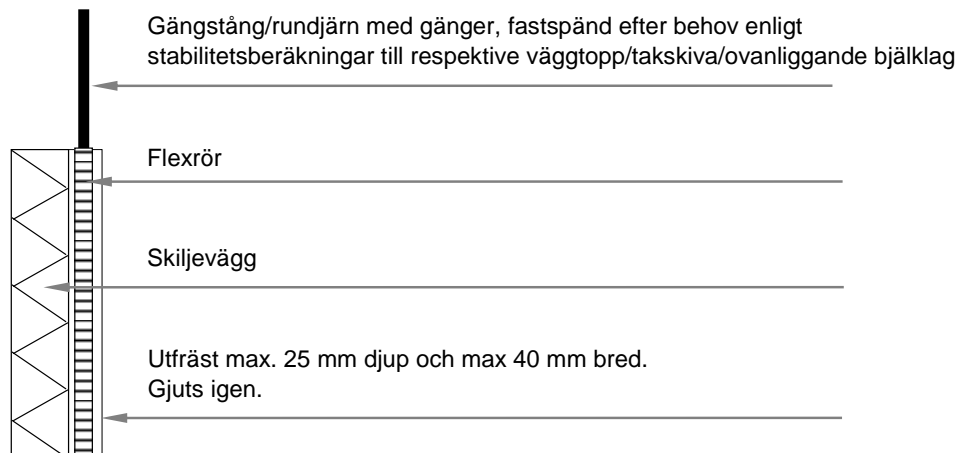 Gängstång/rundjärn med gänger, fastspänd efter behov enligt
stabilitetsberäkningar till respektive väggtopp/takskiva/ovanliggande bjälklag
Flexrör
Skiljevägg
Utfräst max. 25 mm djup och max 40 mm bred.
Gjuts igen.